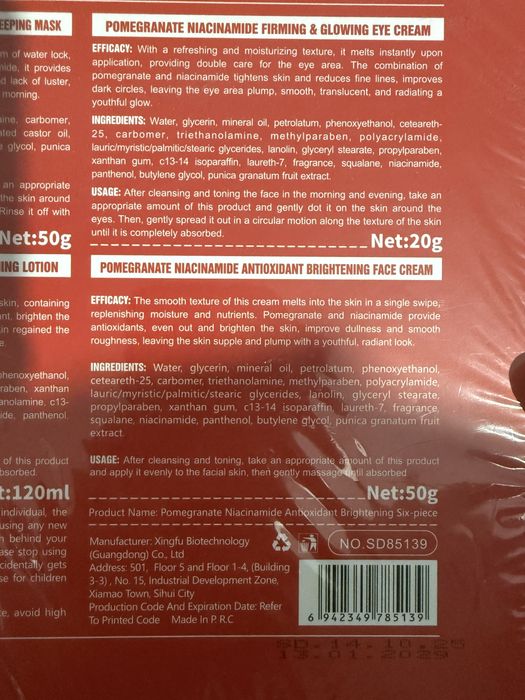 EEPING MASK
m of water lock,
mide, it provides
d lack of luster,
morning.
ine, carbomer,
ated castor oil,
e glycol, punica
an appropriate
the skin around
Rinse it off with
Net:50g
ING LOTION
skin, containing
nt, brighten the
in regained the
e.
phenoxyethanol,
raben, xanthan
anolamine, c13-
ide, panthenol,
of this product
bsorbed.
t:120ml
individual, the
using any new
n behind your
ase stop using
cidentally gets
se for children
e, avoid high
POMEGRANATE NIACINAMIDE FIRMING & GLOWING EYE CREAM
EFFICACY: With a refreshing and moisturizing texture, it melts instantly upon
application, providing double care for the eye area. The combination of
pomegranate and niacinamide tightens skin and reduces fine lines, improves
dark circles, leaving the eye area plump, smooth, translucent, and radiating a
youthful glow.
INGREDIENTS: Water, glycerin, mineral oil, petrolatum, phenoxyethanol, ceteareth-
25, carbomer, triethanolamine, methylparaben, polyacrylamide,
lauric/myristic/palmitic/stearic glycerides, lanolin, glyceryl stearate, propylparaben,
xanthan gum, c13-14 isoparaffin, laureth-7, fragrance, squalane, niacinamide,
panthenol, butylene glycol, punica granatum fruit extract.
USAGE: After cleansing and toning the face in the morning and evening, take an
appropriate amount of this product and gently dot it on the skin around the
eyes. Then, gently spread it out in a circular motion along the texture of the skin
until it is completely absorbed.
Net:20g
POMEGRANATE NIACINAMIDE ANTIOXIDANT BRIGHTENING FACE CREAM
EFFICACY: The smooth texture of this cream melts into the skin in a single swipe,
replenishing moisture and nutrients. Pomegranate and niacinamide provide
antioxidants, even out and brighten the skin, improve dullness and smooth
roughness, leaving the skin supple and plump with a youthful, radiant look.
INGREDIENTS: Water, glycerin, mineral oil, petrolatum, phenoxyethanol,
ceteareth-25, carbomer, triethanolamine, methylparaben, polyacrylamide,
lauric/myristic/palmitic/stearic glycerides, lanolin, glyceryl stearate,
propylparaben, xanthan gum, c13-14 isoparaffin, laureth-7, fragrance,
squalane, niacinamide, panthenol, butylene glycol, punica granatum fruit
extract.
USAGE: After cleansing and toning, take an appropriate amount of this product
and apply it evenly to the facial skin, then gently massage until absorbed
Net:50g
Product Name: Pomegranate Niacinamide Antioxidant Brightening Six-piece
Manufacturer: Xingfu Biotechnology
(Guangdong) Co., Ltd
Address: 501, Floor 5 and Floor 1-4, (Building
3-3) , No. 15, Industrial Development Zone,
Xiamao Town, Sihui City
Production Code And Expiration Date: Refer
To Printed Code Made In P.R.C
NO.SD85139
6 942349 785139
SD.14.10.25
13.01.2029